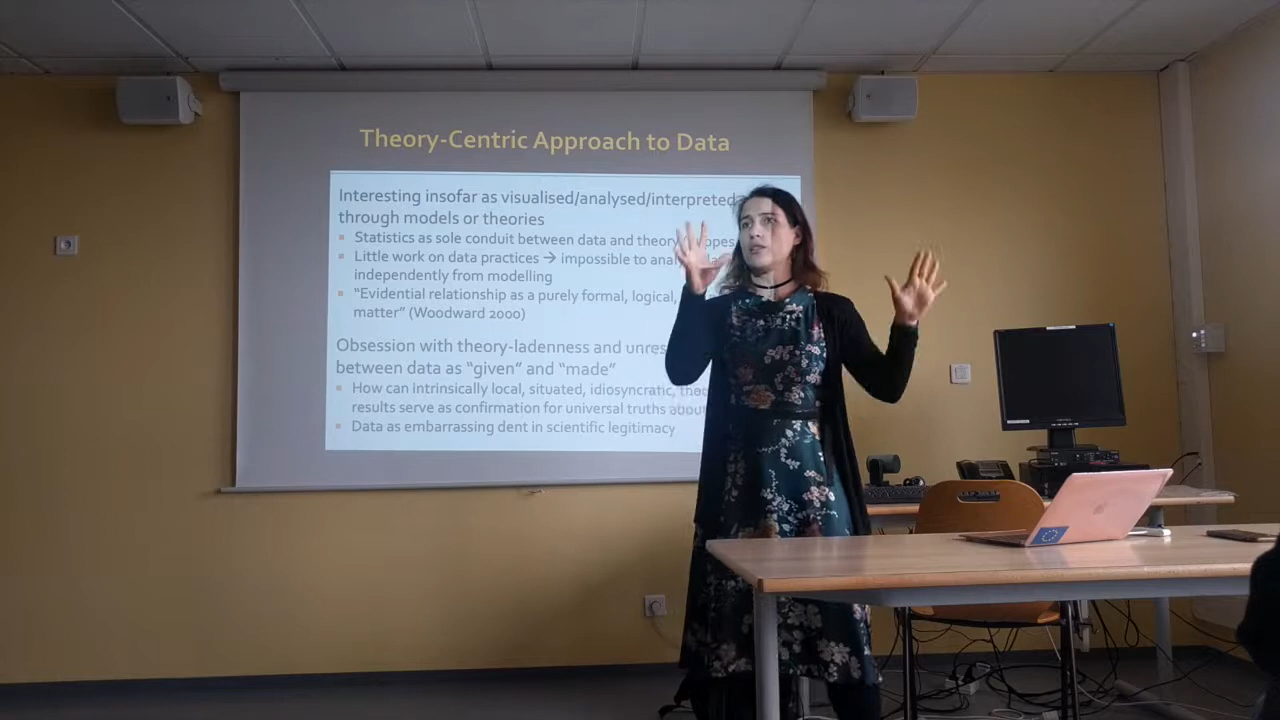 Theory-Centric Approach to Data
Interesting insofar as visualised/analysed/interpreted
through models or theories
Statistics as sole conduit between data and theory
Little work on data practices → impossible to
independently from modelling
"Evidential relationship as a purely formal, logical,
matter" (Woodward 2000)
Obsession with theory-ladenness and
between data as "given" and "made"
How can intrinsically local, situated, idiosyncratic,
results serve as confirmation for universal truths
Data as embarrassing dent in scientific legitimacy